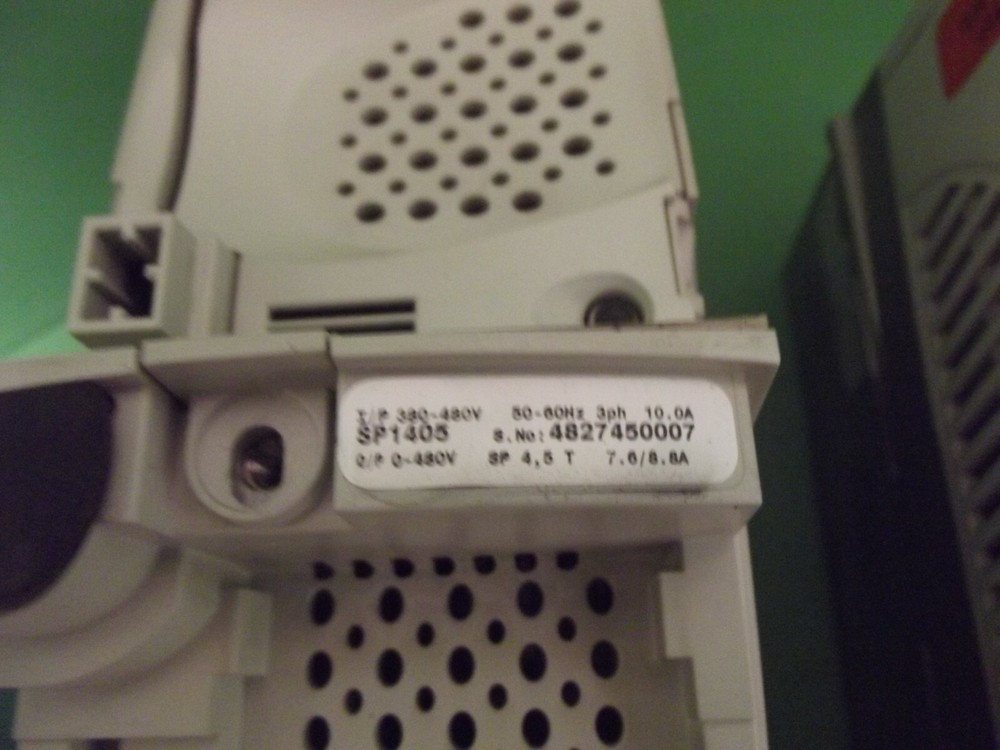 I/P 380-480V 50-60Hz 3ph 10.0A
SP1405 S.No: 4827450007
O/P 0-480V SP 4,5 T 7.6/8.8A